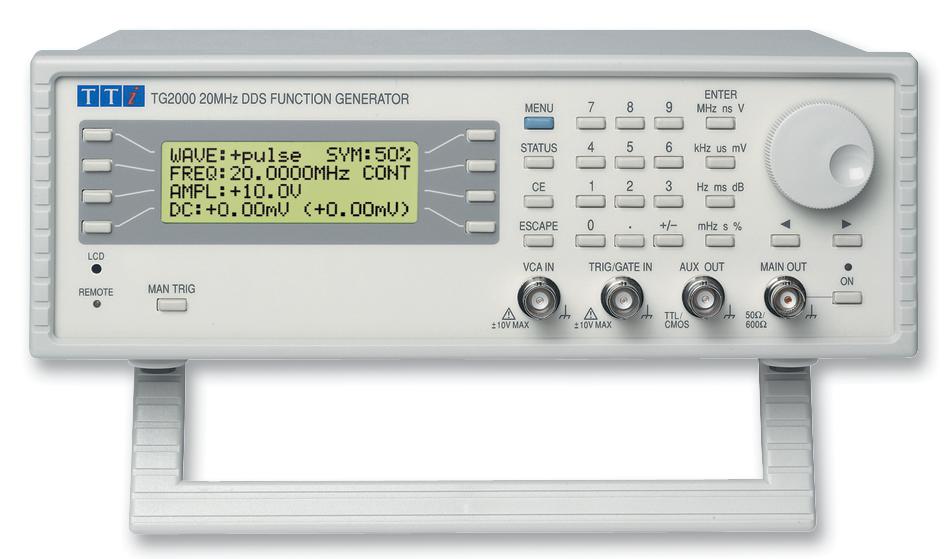 TTi TG2000 20MHz DDS FUNCTION GENERATOR
WAVE:+pulse SYM:50%
FREQ:20.0000MHz CONT
AMPL:+10.0V
DC:+0.00mV (+0.00mV)
LCD
REMOTE
MAN TRIG
ENTER
MENU 7 8 9 MHz ns V
STATUS 4 5 6 kHz us mV
CE 1 2 3 Hz ms dB
ESCAPE 0 . +/- mHz s %
◄ ►
VCA IN TRIG/GATE IN AUX OUT MAIN OUT ON
±10V MAX ±10V MAX TTL/ 50Ω/
CMOS 600Ω